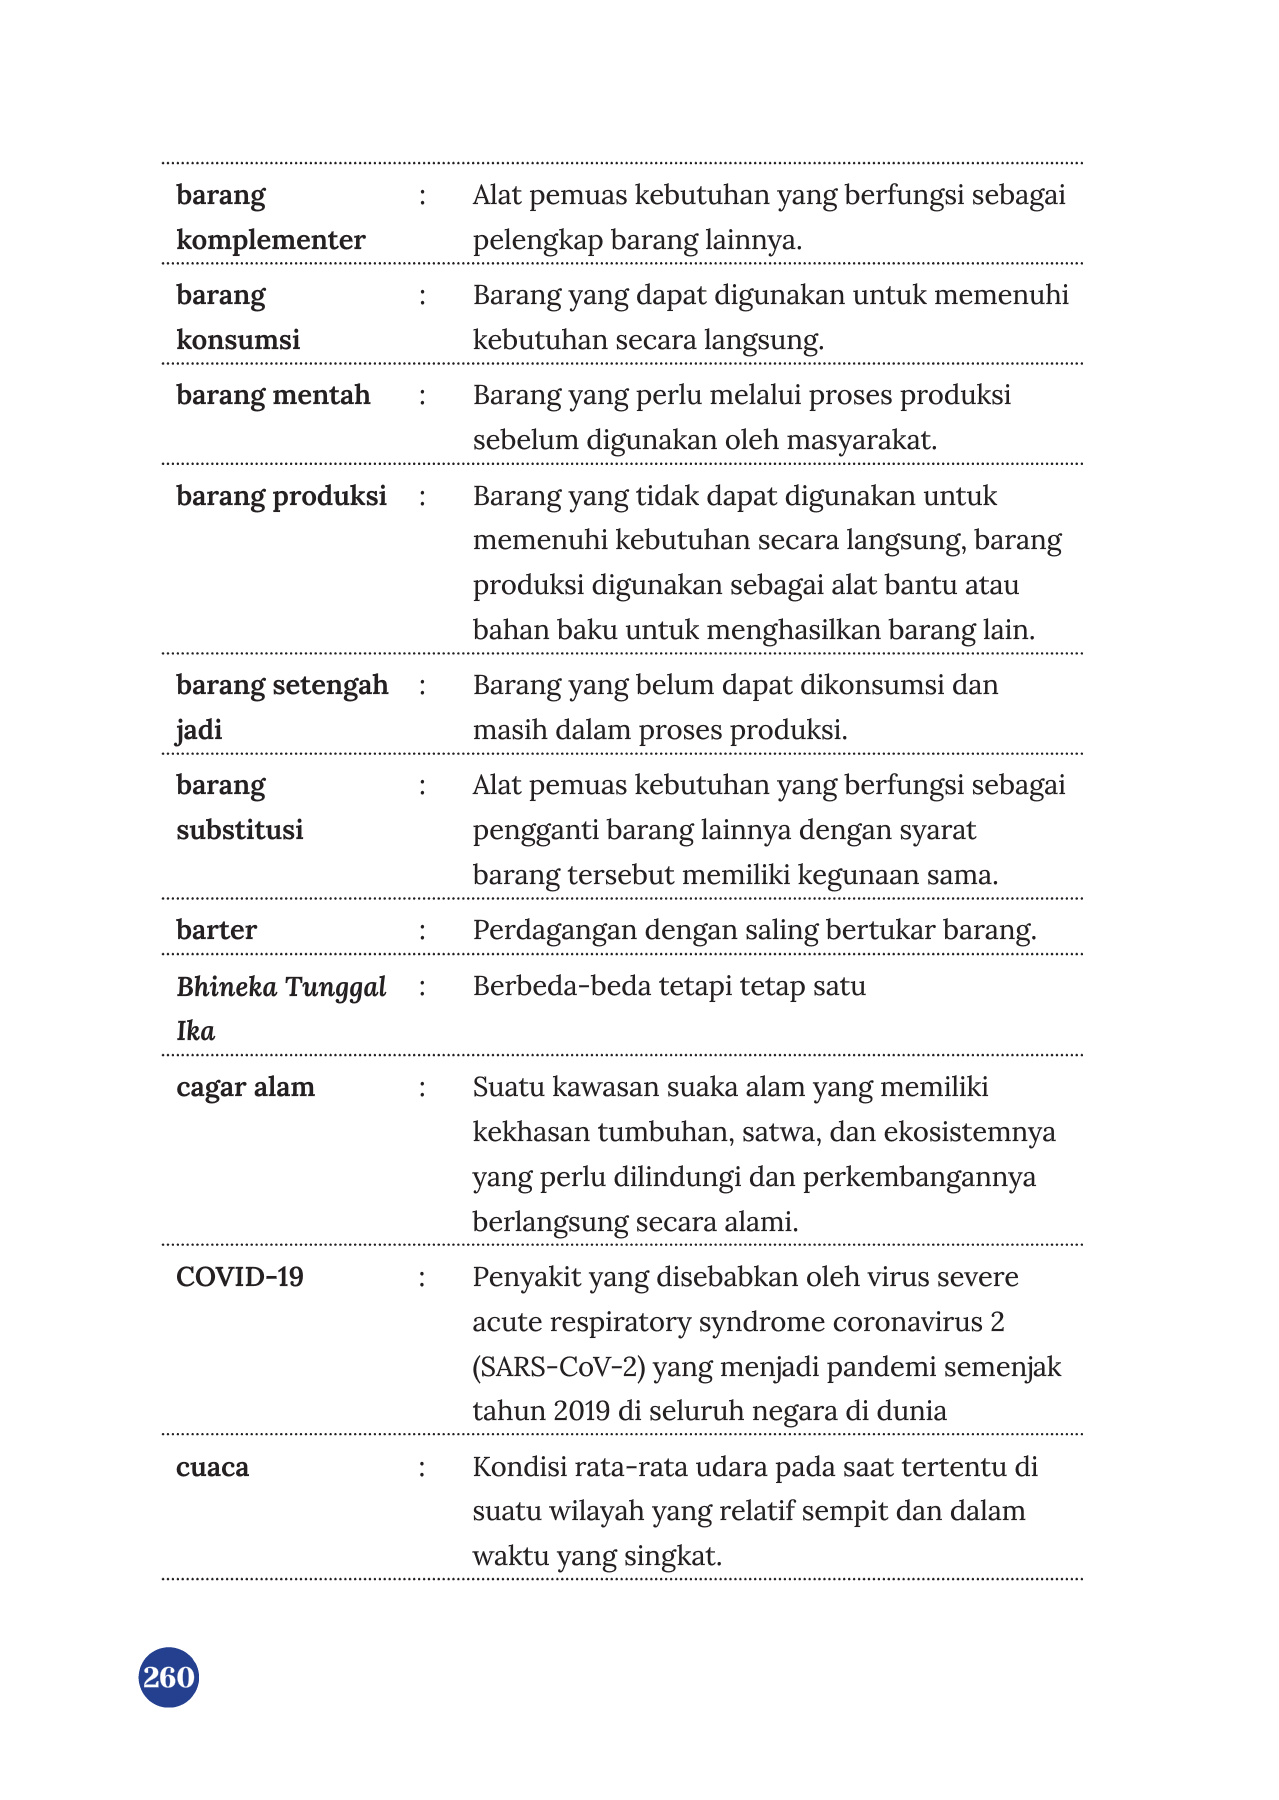 barang : Alat pemuas kebutuhan yang berfungsi sebagai
komplementer pelengkap barang lainnya.
barang : Barang yang dapat digunakan untuk memenuhi
konsumsi kebutuhan secara langsung.
barang mentah : Barang yang perlu melalui proses produksi
sebelum digunakan oleh masyarakat.
barang produksi : Barang yang tidak dapat digunakan untuk
memenuhi kebutuhan secara langsung, barang
produksi digunakan sebagai alat bantu atau
bahan baku untuk menghasilkan barang lain.
barang setengah : Barang yang belum dapat dikonsumsi dan
jadi masih dalam proses produksi.
barang : Alat pemuas kebutuhan yang berfungsi sebagai
substitusi pengganti barang lainnya dengan syarat
barang tersebut memiliki kegunaan sama.
barter : Perdagangan dengan saling bertukar barang.
Bhineka Tunggal : Berbeda-beda tetapi tetap satu
Ika
cagar alam : Suatu kawasan suaka alam yang memiliki
kekhasan tumbuhan, satwa, dan ekosistemnya
yang perlu dilindungi dan perkembangannya
berlangsung secara alami.
COVID-19 : Penyakit yang disebabkan oleh virus severe
acute respiratory syndrome coronavirus 2
(SARS-CoV-2) yang menjadi pandemi semenjak
tahun 2019 di seluruh negara di dunia
cuaca : Kondisi rata-rata udara pada saat tertentu di
suatu wilayah yang relatif sempit dan dalam
waktu yang singkat.
260